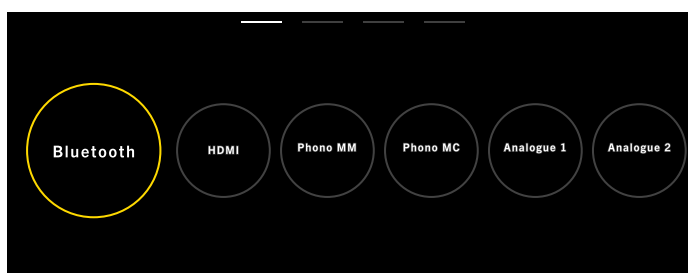 Bluetooth
HDMI
Phono MM
Phono MC
Analogue 1
Analogue 2